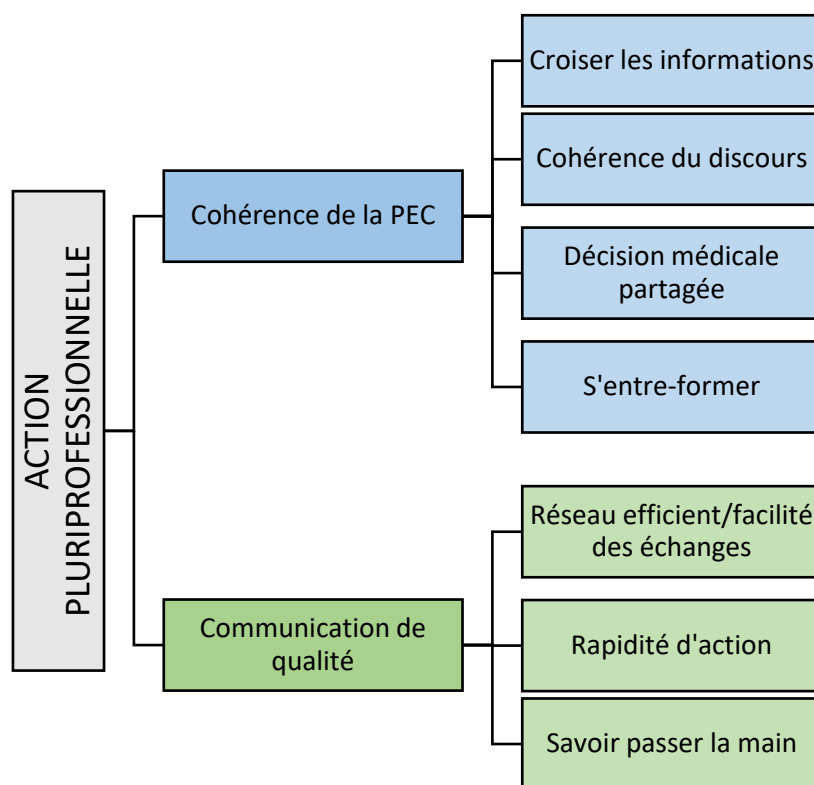 ACTION
PLURIPROFESSIONNELLE
Cohérence de la PEC
Croiser les informations
Cohérence du discours
Décision médicale
partagée
S'entre-former
Communication de
qualité
Réseau efficient/facilité
des échanges
Rapidité d'action
Savoir passer la main